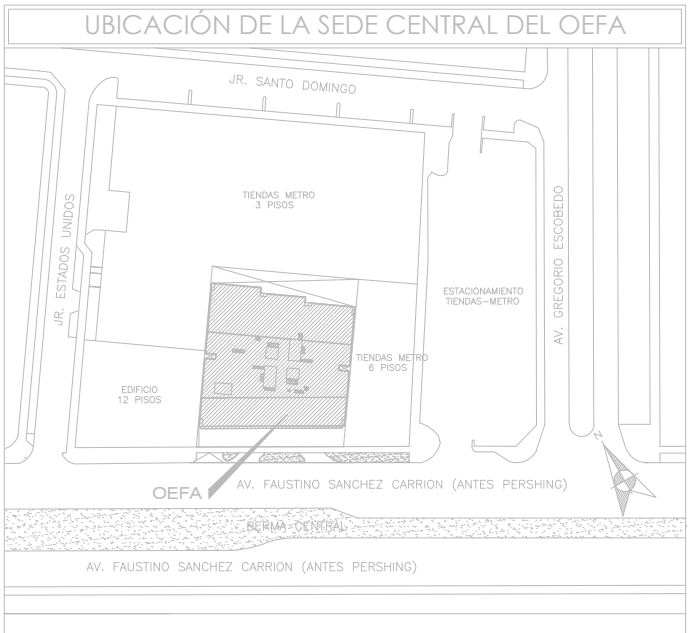 UBICACIÓN DE LA SEDE CENTRAL DEL OEFA
JR. SANTO DOMINGO
TIENDAS METRO
3 PISOS
JR. ESTADOS UNIDOS
AV. GREGORIO ESCOBEDO
ESTACIONAMIENTO
TIENDAS-METRO
TIENDAS METRO
6 PISOS
EDIFICIO
12 PISOS
N
OEFA
AV. FAUSTINO SANCHEZ CARRION (ANTES PERSHING)
BERMA CENTRAL
AV. FAUSTINO SANCHEZ CARRION (ANTES PERSHING)